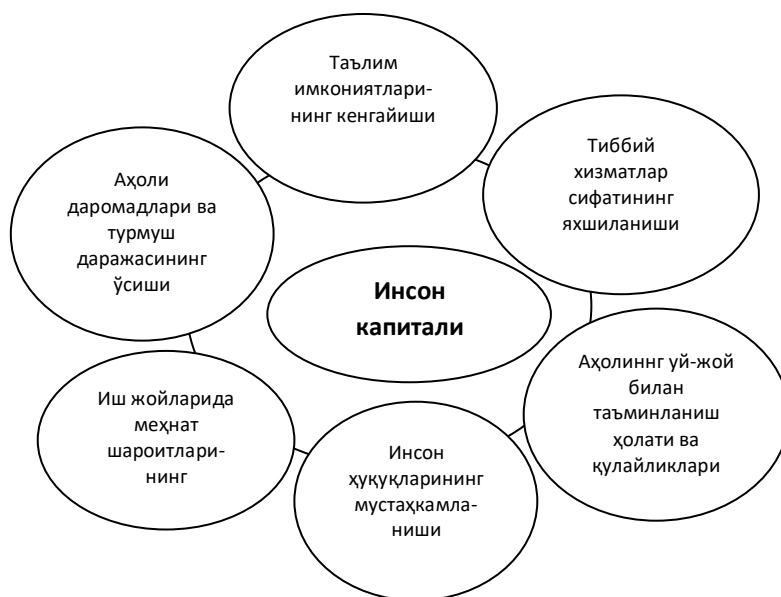 Таълим
имкониятлари-
нинг кенгайиши
Тиббий
хизматлар
сифатининг
яхшиланиши
Аҳоли
даромадлари ва
турмуш
даражасининг
ўсиши
Инсон
капитали
Аҳолиннг уй-жой
билан
таъминланиш
ҳолати ва
қулайликлари
Иш жойларида
меҳнат
шароитлари-
нинг
Инсон
ҳуқуқларининг
мустаҳкамла-
ниши